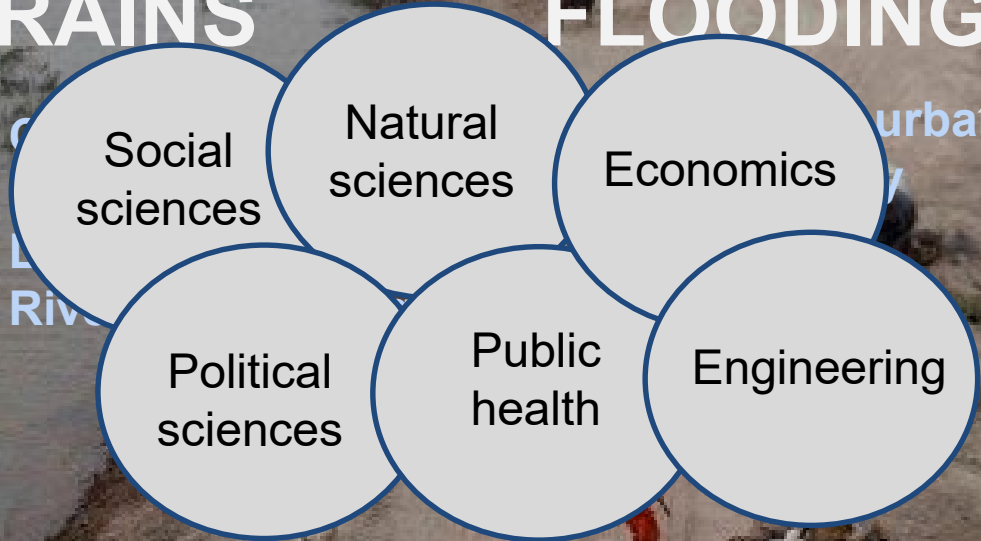 RAINS FLOODING
Social
sciences
Natural
sciences
Economics
Political
sciences
Public
health
Engineering